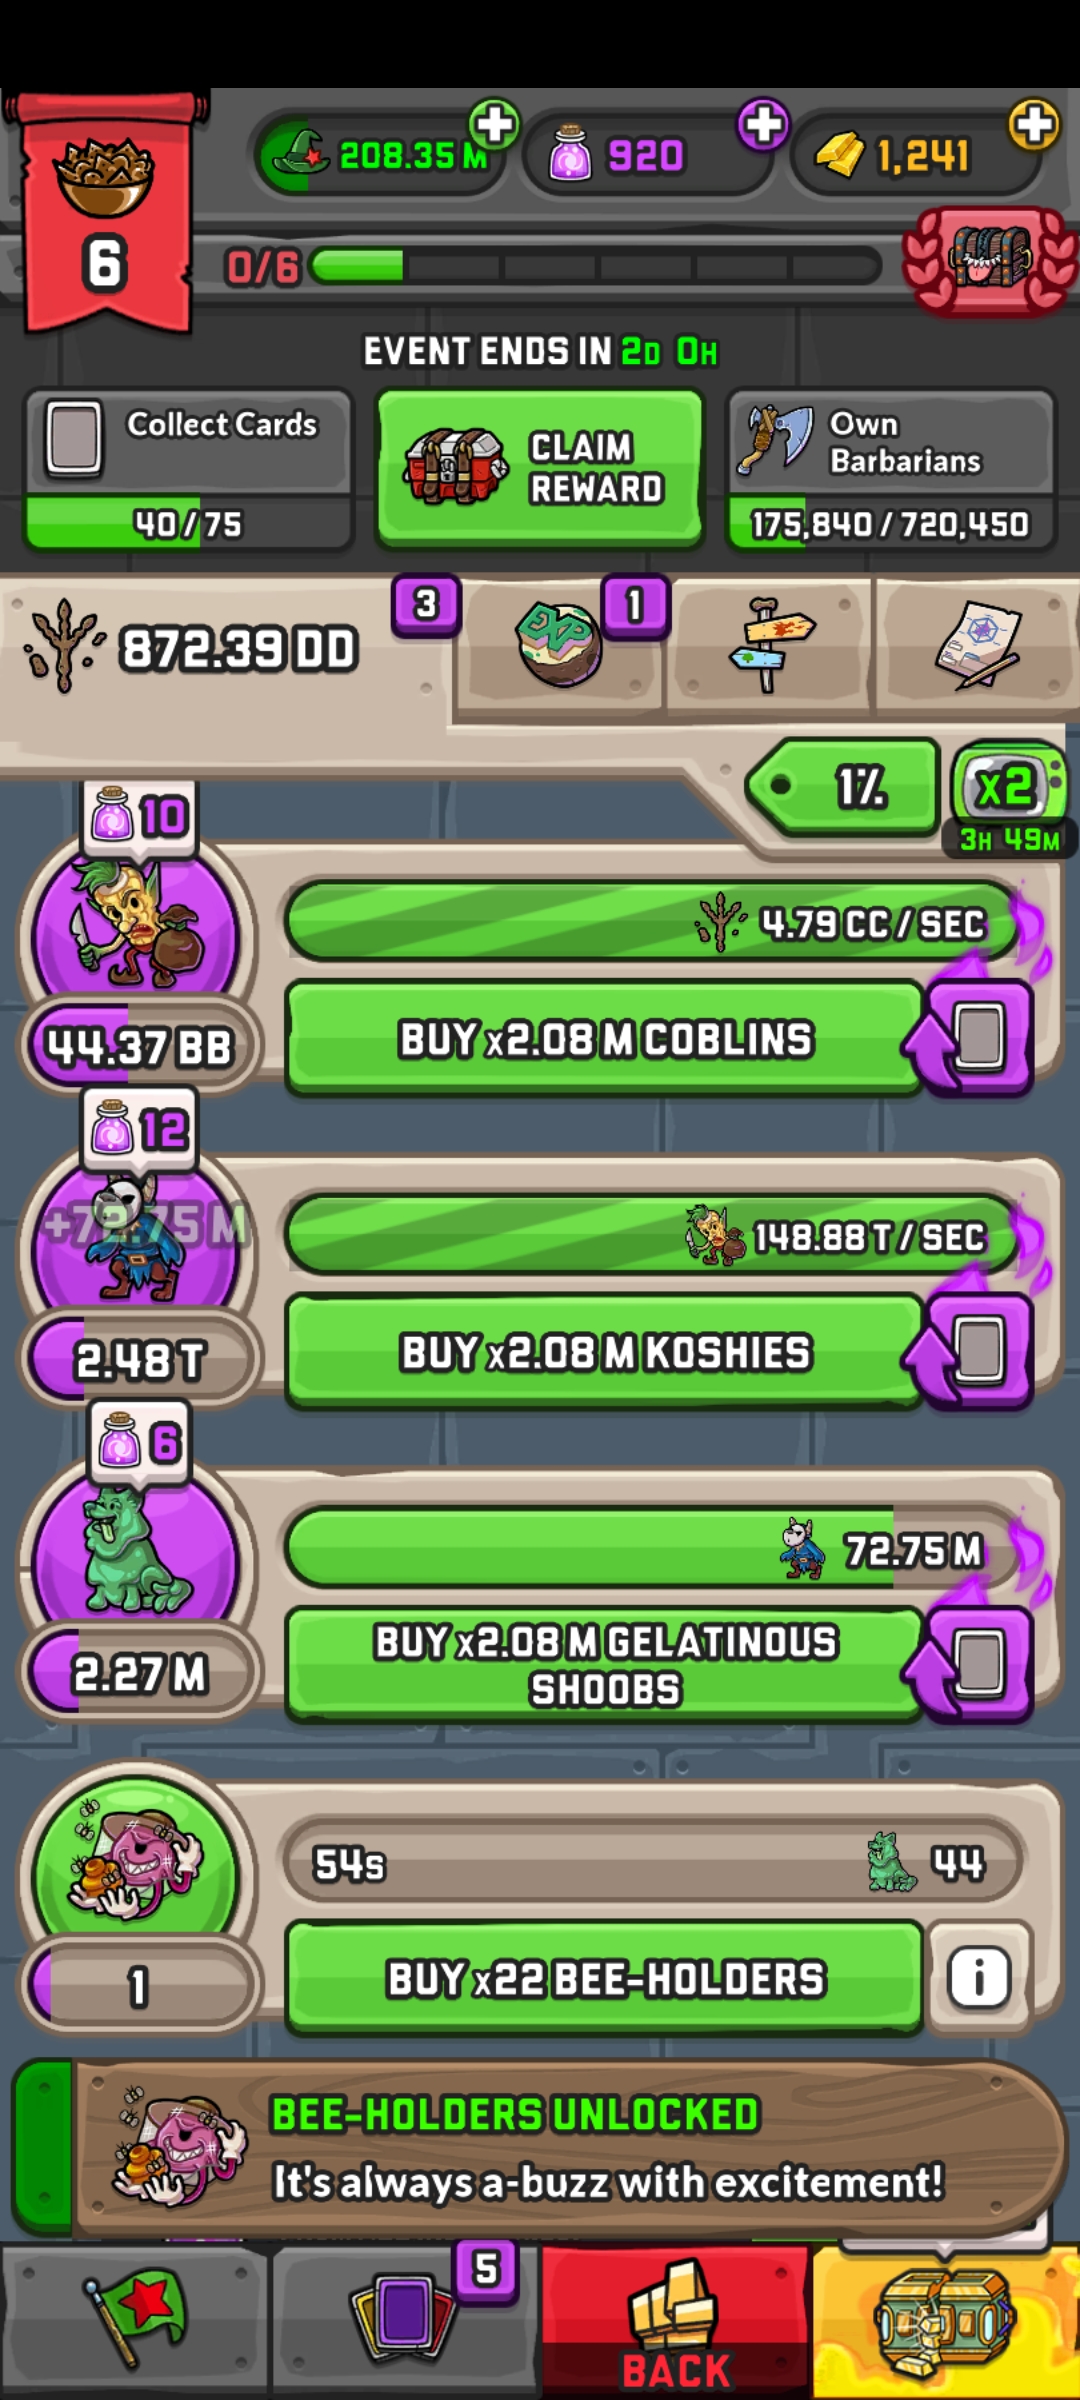 208.35 M
920
1,241
6
0/6
EVENT ENDS IN 2D 0H
Collect Cards
40/75
CLAIM
REWARD
Own
Barbarians
175,840/720,450
872.39 DD
3
EXP
1
1%
x2
3H 49M
10
4.79 CC/SEC
44.37 BB
BUY x2.08 M COBLINS
12
+72.75 M
148.88 T/SEC
2.48 T
BUY x2.08 M KOSHIES
6
72.75 M
2.27 M
BUY x2.08 M GELATINOUS
SHOOBS
54s
44
1
BUY x22 BEE-HOLDERS
i
BEE-HOLDERS UNLOCKED
It's always a-buzz with excitement!
5
BACK